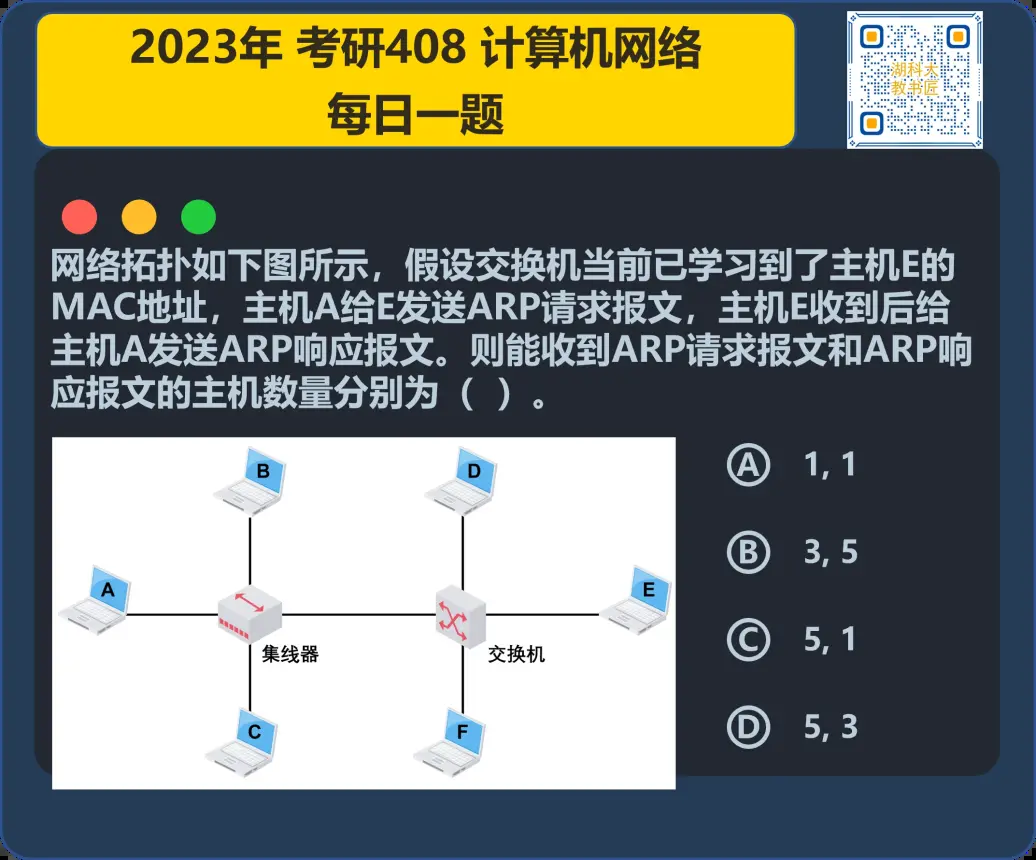 2023年 考研408 计算机网络
每日一题
湖科大
教书匠
网络拓扑如下图所示，假设交换机当前已学习到了主机E的
MAC地址，主机A给E发送ARP请求报文，主机E收到后给
主机A发送ARP响应报文。则能收到ARP请求报文和ARP响
应报文的主机数量分别为（ ）。
B
D
A
E
集线器
交换机
C
F
A 1, 1
B 3, 5
C 5, 1
D 5, 3